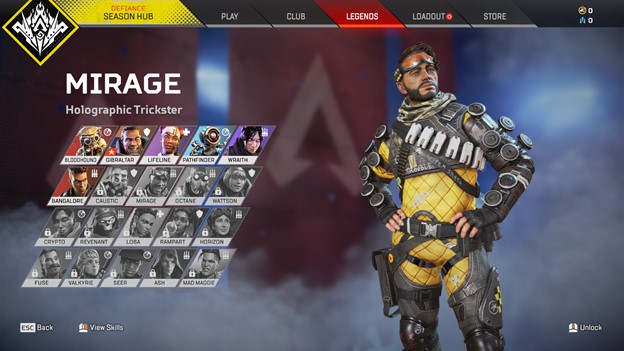 DEFIANCE
SEASON HUB
PLAY
CLUB
LEGENDS
LOADOUT
STORE
0
0
MIRAGE
Holographic Trickster
BLOODHOUND GIBRALTAR LIFELINE PATHFINDER WRAITH
BANGALORE CAUSTIC MIRAGE OCTANE WATTSON
CRYPTO REVENANT LOBA RAMPART HORIZON
FUSE VALKYRIE SEER ASH MAD MAGGIE
ESC Back
View Skills
Unlock